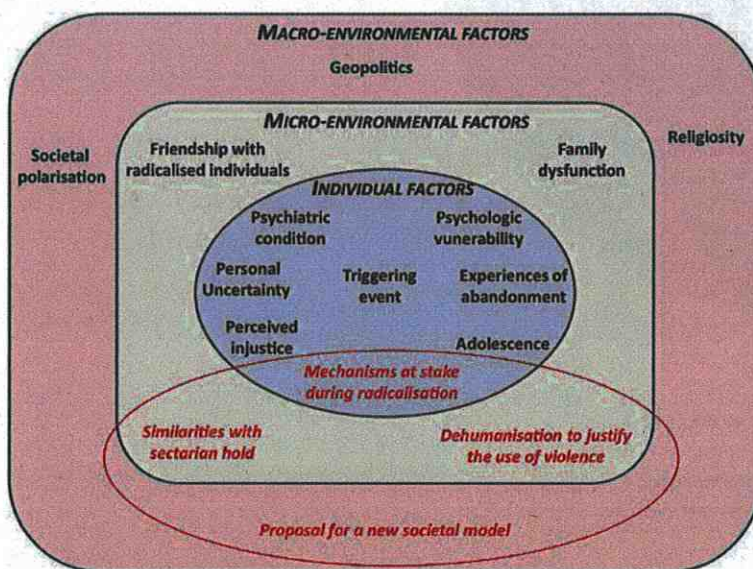 MACRO-ENVIRONMENTAL FACTORS
Geopolitics
MICRO-ENVIRONMENTAL FACTORS
Societal
polarisation
Religiosity
Friendship with
radicalised individuals
Family
dysfunction
INDIVIDUAL FACTORS
Psychiatric
condition
Psychologic
vunerability
Personal
Uncertainty
Triggering
event
Experiences of
abandonment
Perceived
injustice
Adolescence
Mechanisms at stake
during radicalisation
Similarities with
sectarian hold
Dehumanisation to justify
the use of violence
Proposal for a new societal model